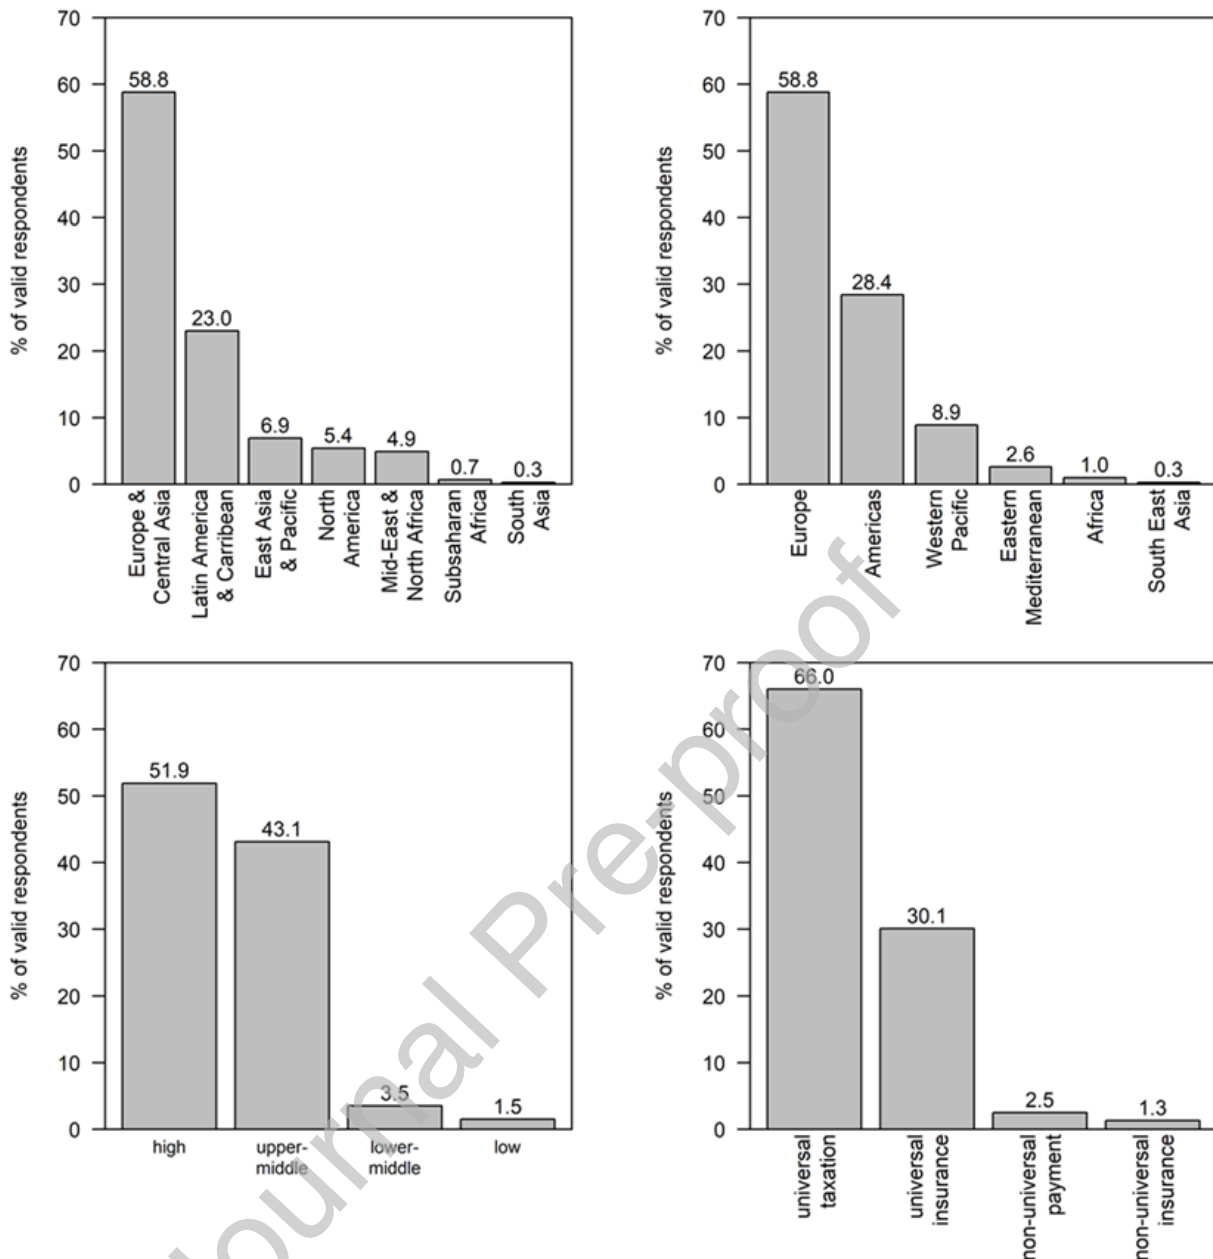 % of valid respondents
70
60
50
40
30
20
10
0
58.8
23.0
6.9
5.4
4.9
0.7
0.3
Europe &
Central Asia
Latin America
& Carribean
East Asia
& Pacific
North
America
Mid-East &
North Africa
Subsaharan
Africa
South
Asia
% of valid respondents
70
60
50
40
30
20
10
0
58.8
28.4
8.9
2.6
1.0
0.3
Europe
Americas
Western
Pacific
Eastern
Mediterranean
Africa
South East
Asia
% of valid respondents
70
60
50
40
30
20
10
0
51.9
43.1
3.5
1.5
high
upper-
middle
lower-
middle
low
% of valid respondents
70
60
50
40
30
20
10
0
66.0
30.1
2.5
1.3
universal
taxation
universal
insurance
non-universal
payment
non-universal
insurance
Journal Pre-proof